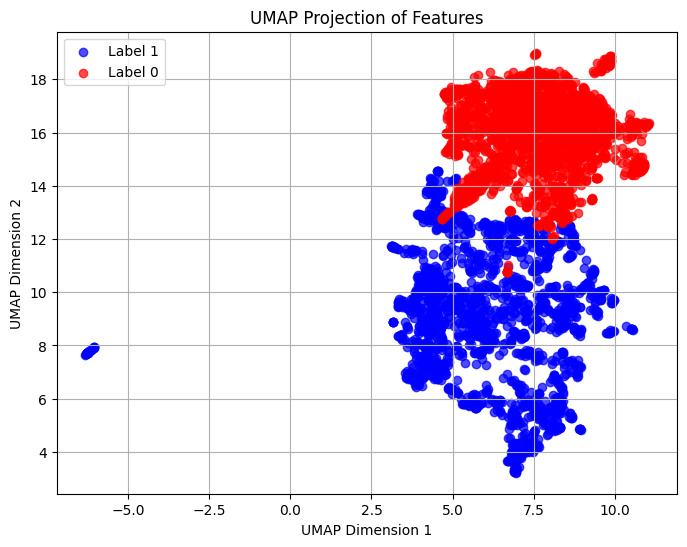 UMAP Projection of Features
Label 1
Label 0
18
16
14
12
10
8
6
4
UMAP Dimension 2
−5.0 −2.5 0.0 2.5 5.0 7.5 10.0
UMAP Dimension 1